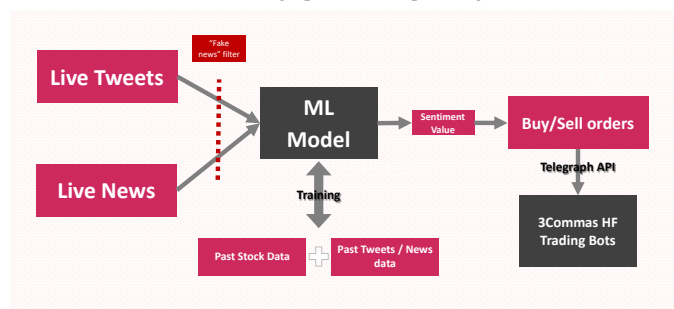 "Fake
news" filter
Live Tweets
ML
Model
Sentiment
Value
Buy/Sell orders
Live News
Telegraph API
Training
3Commas HF
Trading Bots
Past Stock Data
Past Tweets / News
data